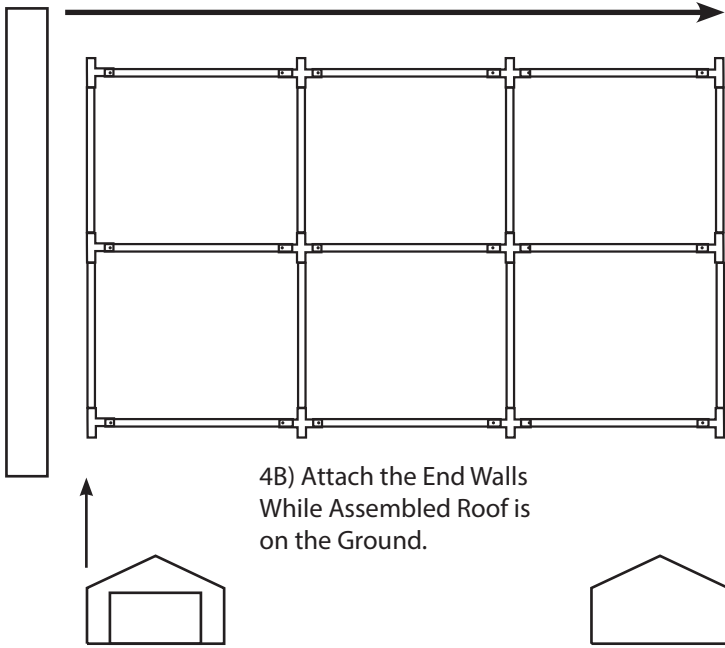 4B) Attach the End Walls
While Assembled Roof is
on the Ground.